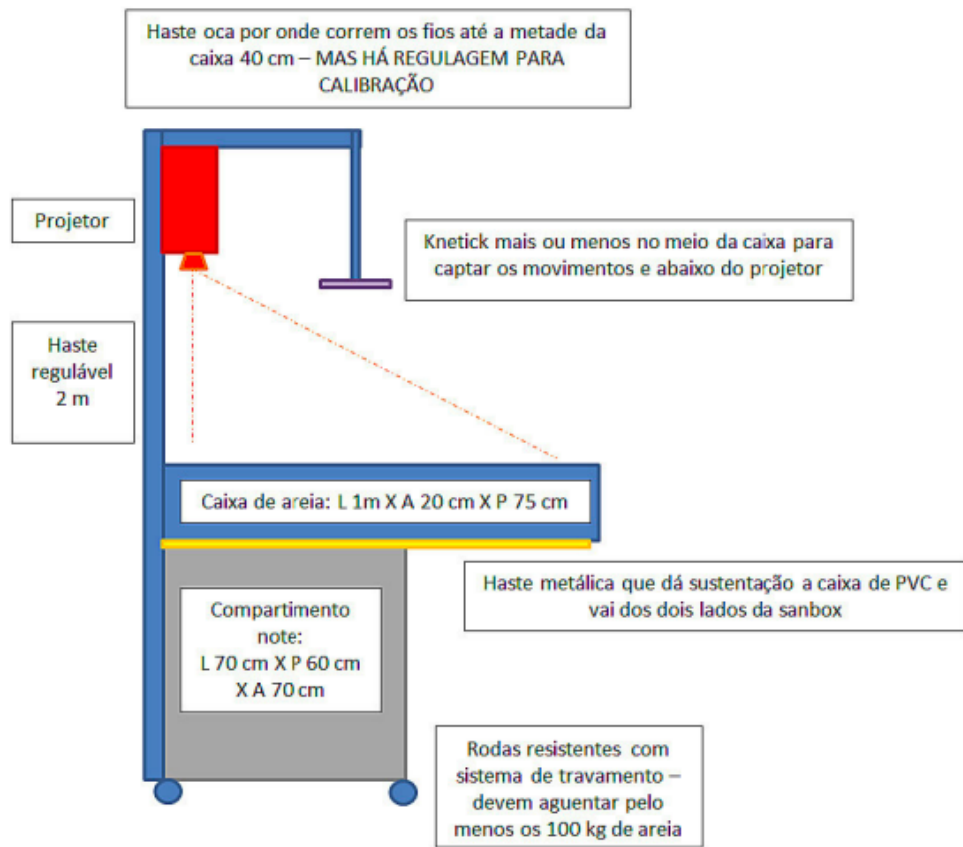 Haste oca por onde correm os fios até a metade da
caixa 40 cm – MAS HÁ REGULAGEM PARA
CALIBRAÇÃO
Projetor
Knetick mais ou menos no meio da caixa para
captar os movimentos e abaixo do projetor
Haste
regulável
2 m
Caixa de areia: L 1m X A 20 cm X P 75 cm
Haste metálica que dá sustentação a caixa de PVC e
vai dos dois lados da sanbox
Compartimento
note:
L 70 cm X P 60 cm
X A 70 cm
Rodas resistentes com
sistema de travamento –
devem aguentar pelo
menos os 100 kg de areia